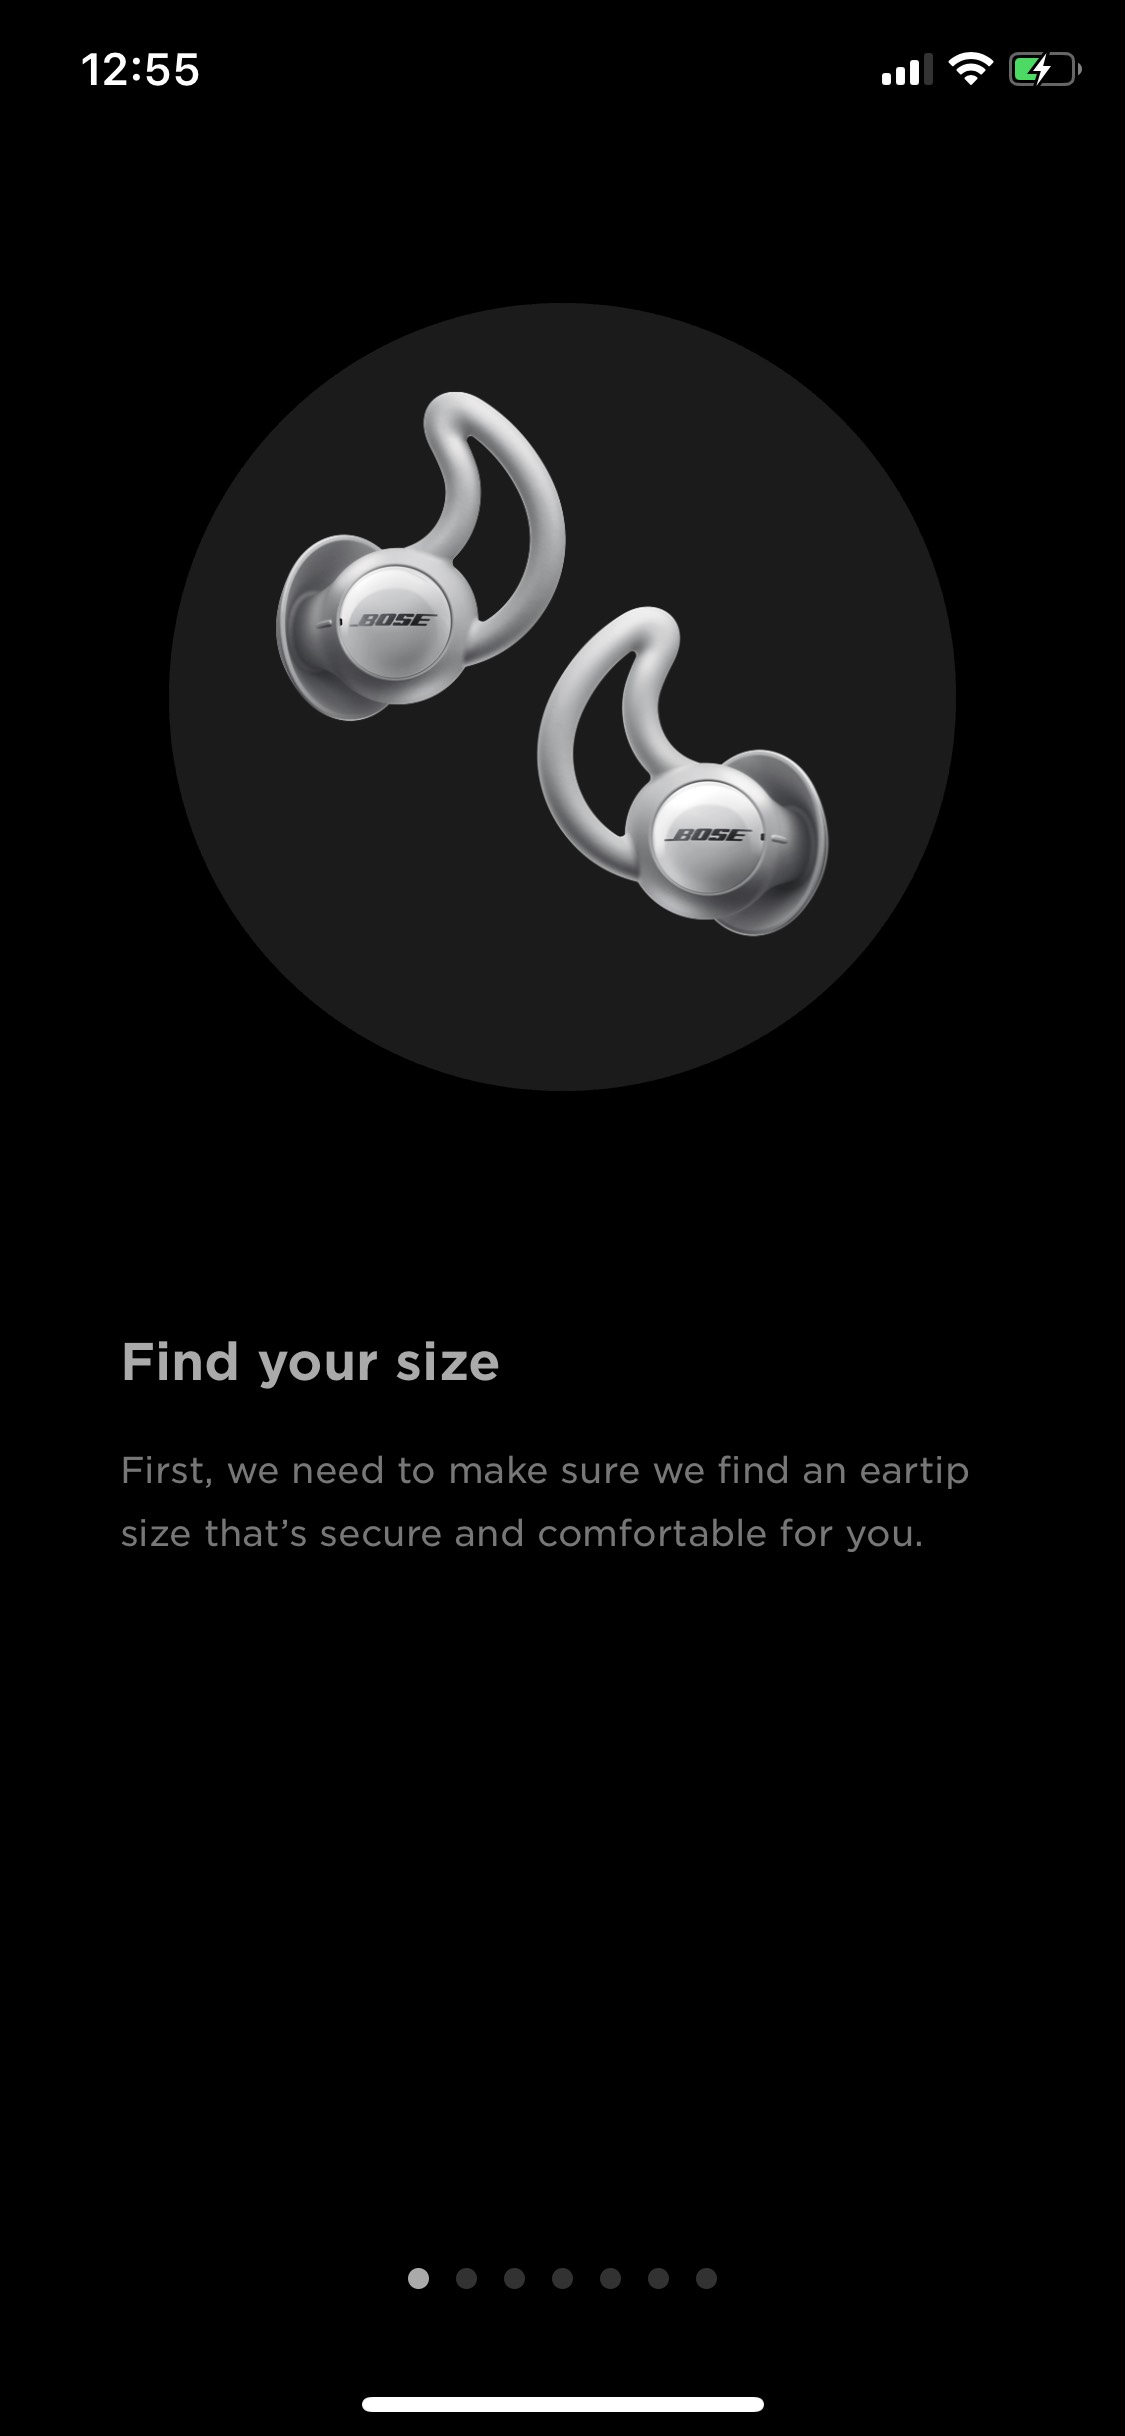 12:55
BOSE
BOSE
Find your size
First, we need to make sure we find an eartip
size that’s secure and comfortable for you.